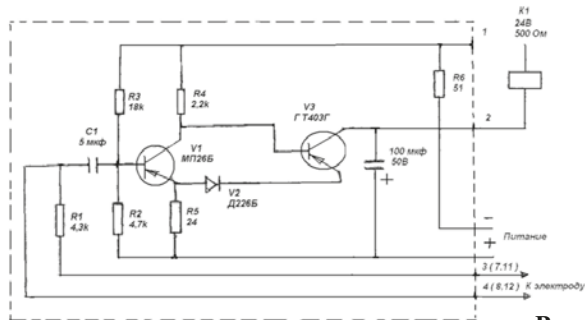 К1
24В
500 Ом
1
R3
18k
R4
2,2k
V3
ГТ403Г
R6
51
С1
5 мкф
V1
МП26Б
2
100 мкф
50В
+
V2
Д226Б
R1
4,3k
R2
4,7k
R5
24
−
+
Питание
3 ( 7,11 )
4 ( 8,12 )
К электроду
В